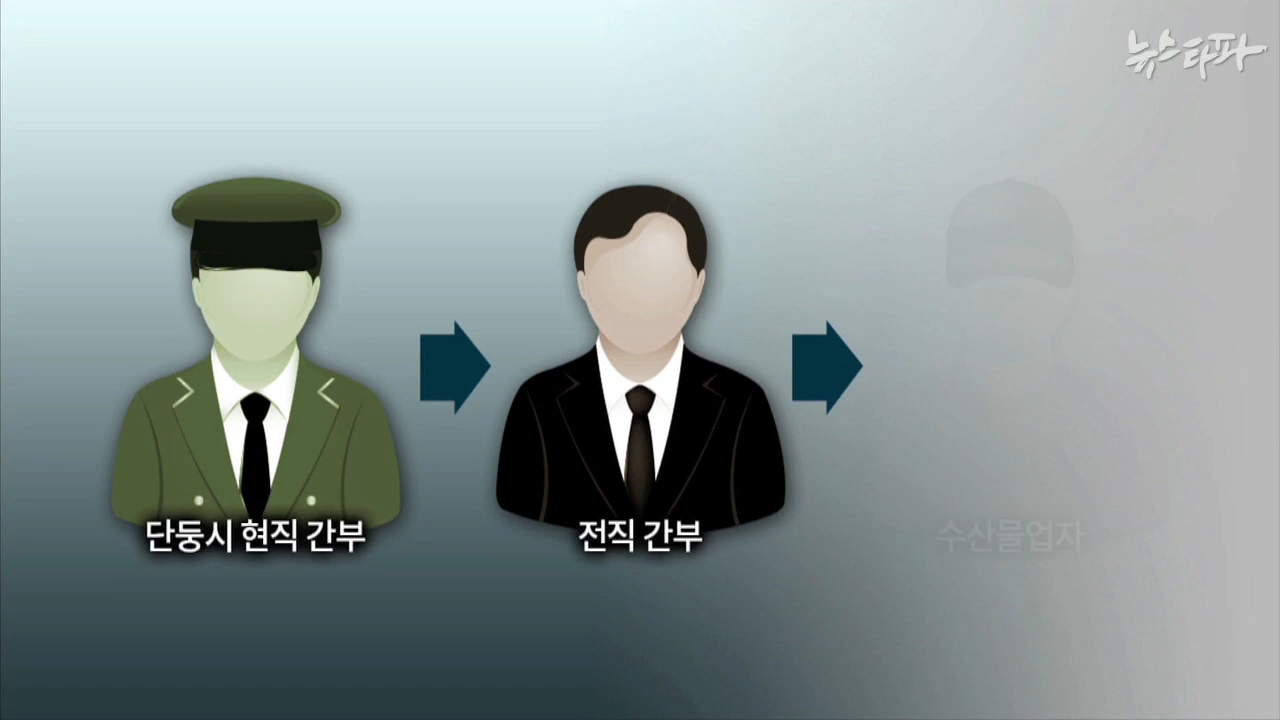 뉴스타파
단둥시 현직 간부
전직 간부
수산물업자